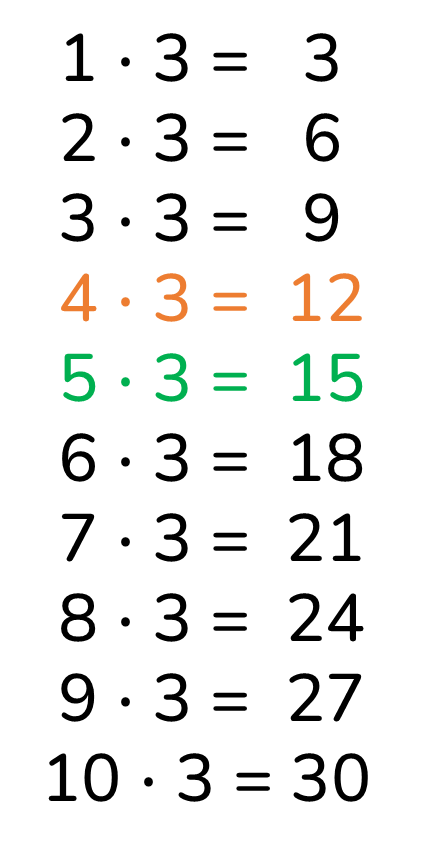 1 · 3 = 3
2 · 3 = 6
3 · 3 = 9
4 · 3 = 12
5 · 3 = 15
6 · 3 = 18
7 · 3 = 21
8 · 3 = 24
9 · 3 = 27
10 · 3 = 30